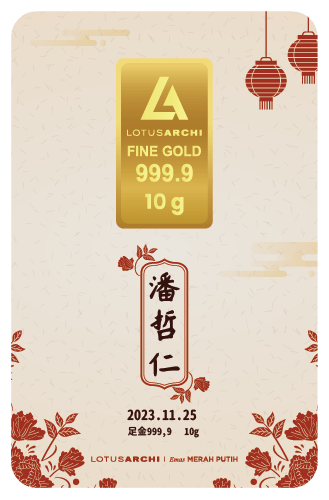 LOTUSARCHI
FINE GOLD
999.9
10 g
潘
哲
仁
2023.11.25
足金999,9 10g
LOTUSARCHI | Emas MERAH PUTIH